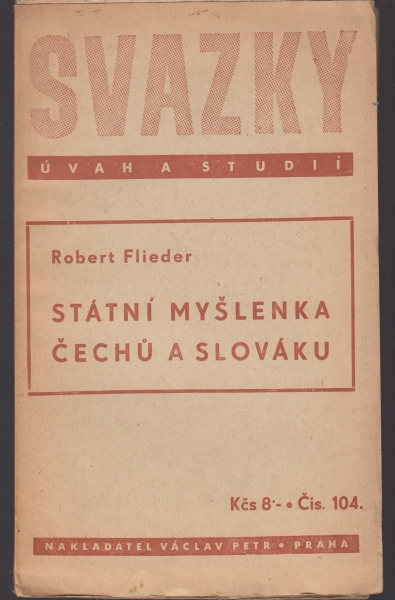 SVAZKY
ÚVAH A STUDIÍ
Robert Flieder
STÁTNÍ MYŠLENKA
ČECHŮ A SLOVÁKU
Kčs 8·- • Čís. 104.
NAKLADATEL VÁCLAV PETR • PRAHA